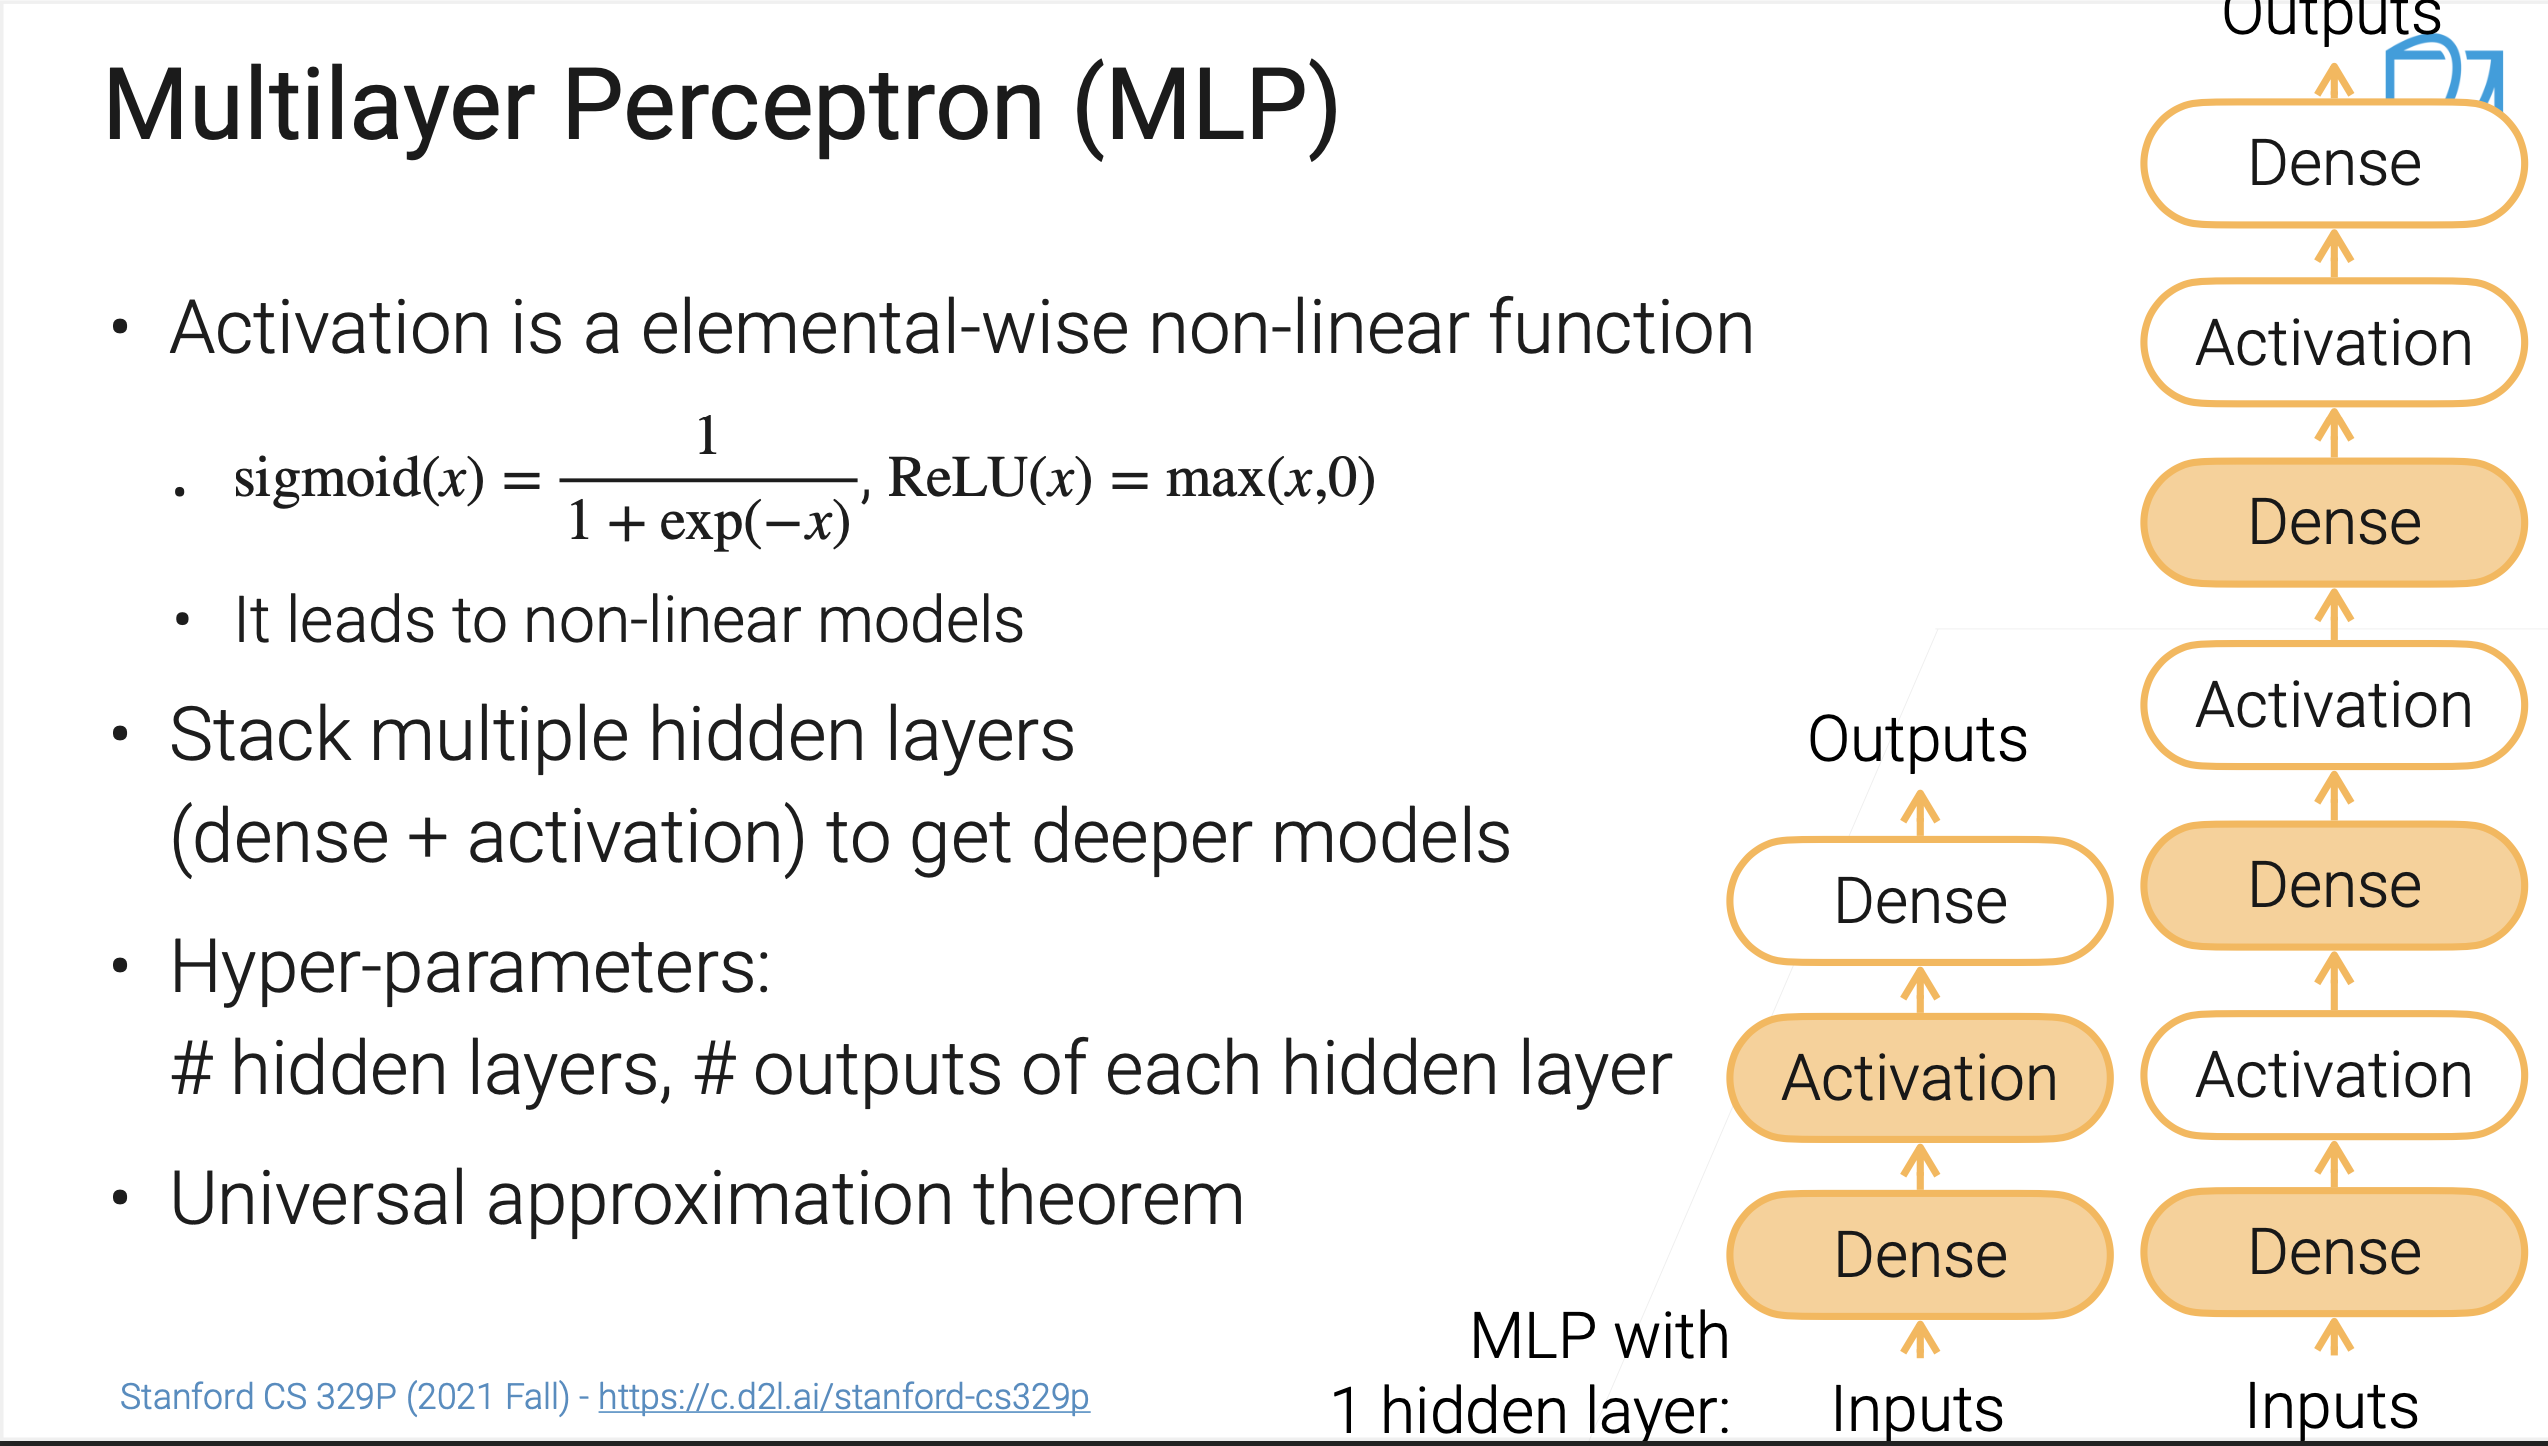 Multilayer Perceptron (MLP)
• Activation is a elemental-wise non-linear function
• sigmoid(x) = 1 / (1 + exp(−x)), ReLU(x) = max(x,0)
• It leads to non-linear models
• Stack multiple hidden layers
(dense + activation) to get deeper models
• Hyper-parameters:
# hidden layers, # outputs of each hidden layer
• Universal approximation theorem
Stanford CS 329P (2021 Fall) - https://c.d2l.ai/stanford-cs329p
MLP with
1 hidden layer:
Outputs
Dense
Activation
Dense
Inputs
Outputs
Dense
Activation
Dense
Activation
Dense
Activation
Dense
Inputs